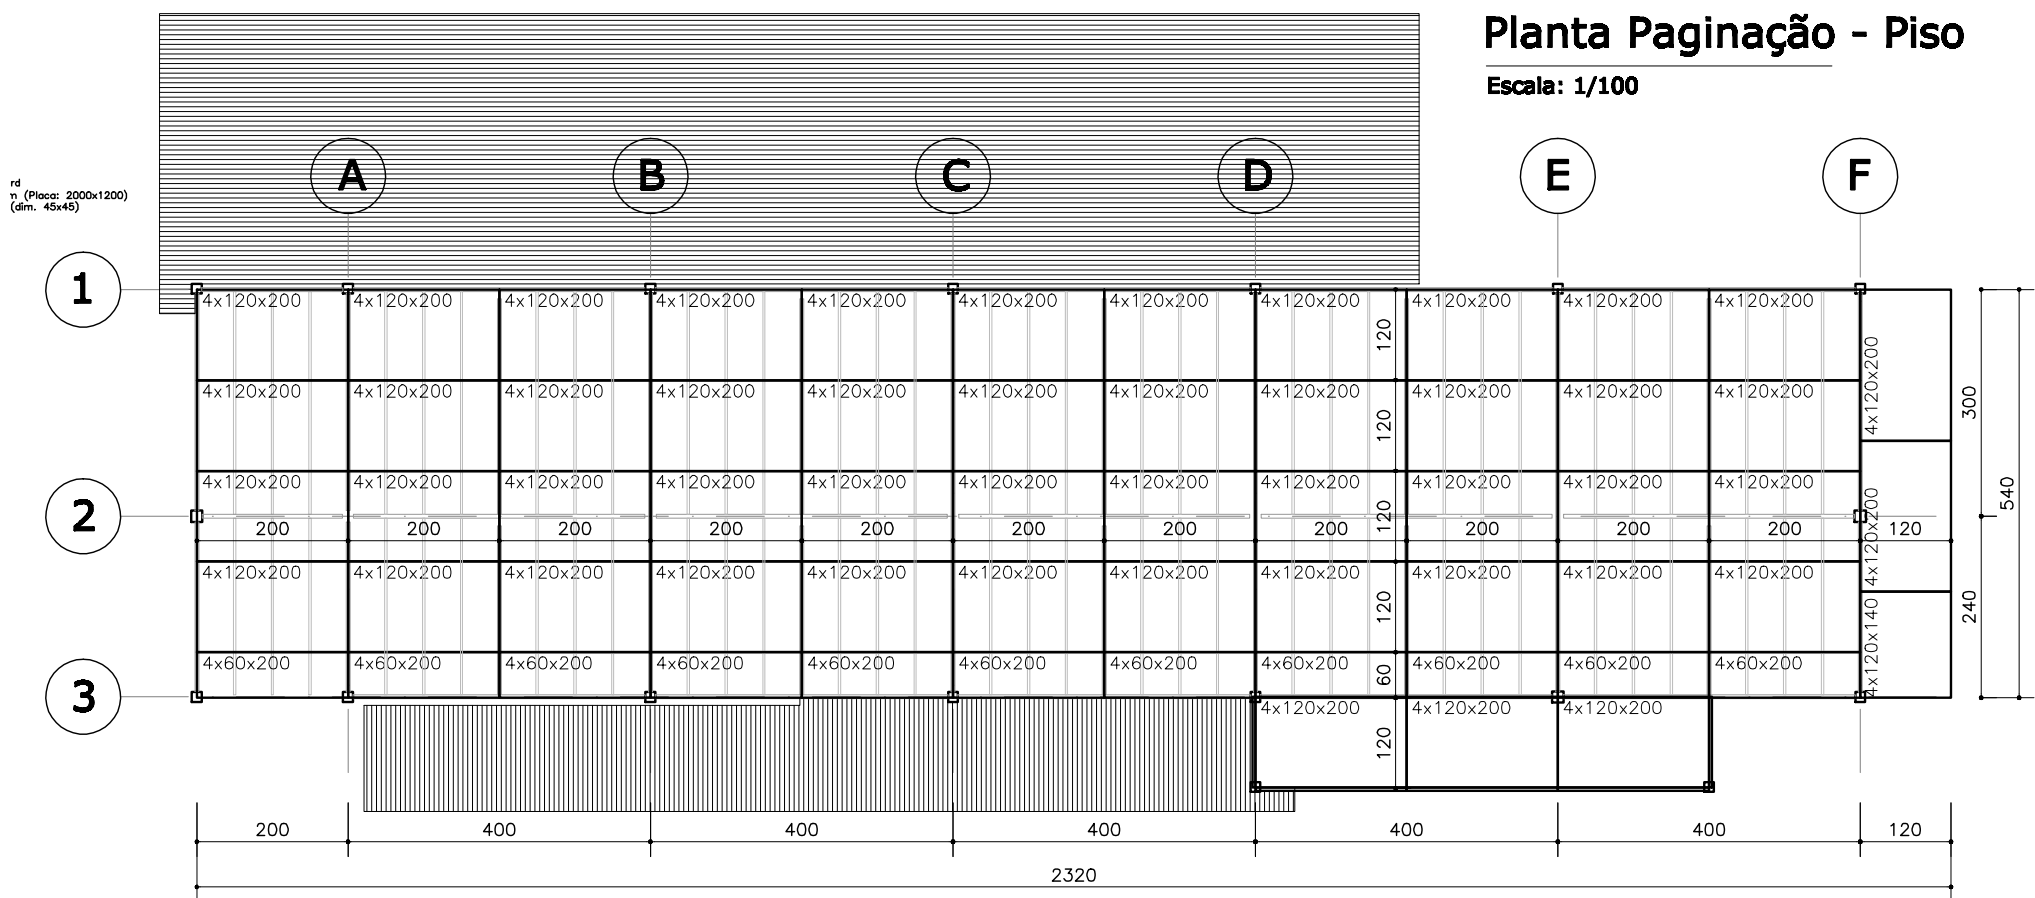 Planta Paginação - Piso
Escala: 1/100
A B C D E F
rd
n (Placa: 2000x1200)
(dim. 45x45)
1
4x120x200 4x120x200 4x120x200 4x120x200 4x120x200 4x120x200 4x120x200 4x120x200 4x120x200 4x120x200 4x120x200
120
4x120x200
300
4x120x200 4x120x200 4x120x200 4x120x200 4x120x200 4x120x200 4x120x200 4x120x200 4x120x200 4x120x200 4x120x200
120
4x120x200 4x120x200 4x120x200 4x120x200 4x120x200 4x120x200 4x120x200 4x120x200 4x120x200 4x120x200 4x120x200
120
540
2
200 200 200 200 200 200 200 200 200 200 200 120
4x120x200
4x120x200 4x120x200 4x120x200 4x120x200 4x120x200 4x120x200 4x120x200 4x120x200 4x120x200 4x120x200 4x120x200
120
240
4x120x140
4x60x200 4x60x200 4x60x200 4x60x200 4x60x200 4x60x200 4x60x200 4x60x200 4x60x200 4x60x200 4x60x200
60
3
4x120x200 4x120x200 4x120x200
120
200 400 400 400 400 400 120
2320